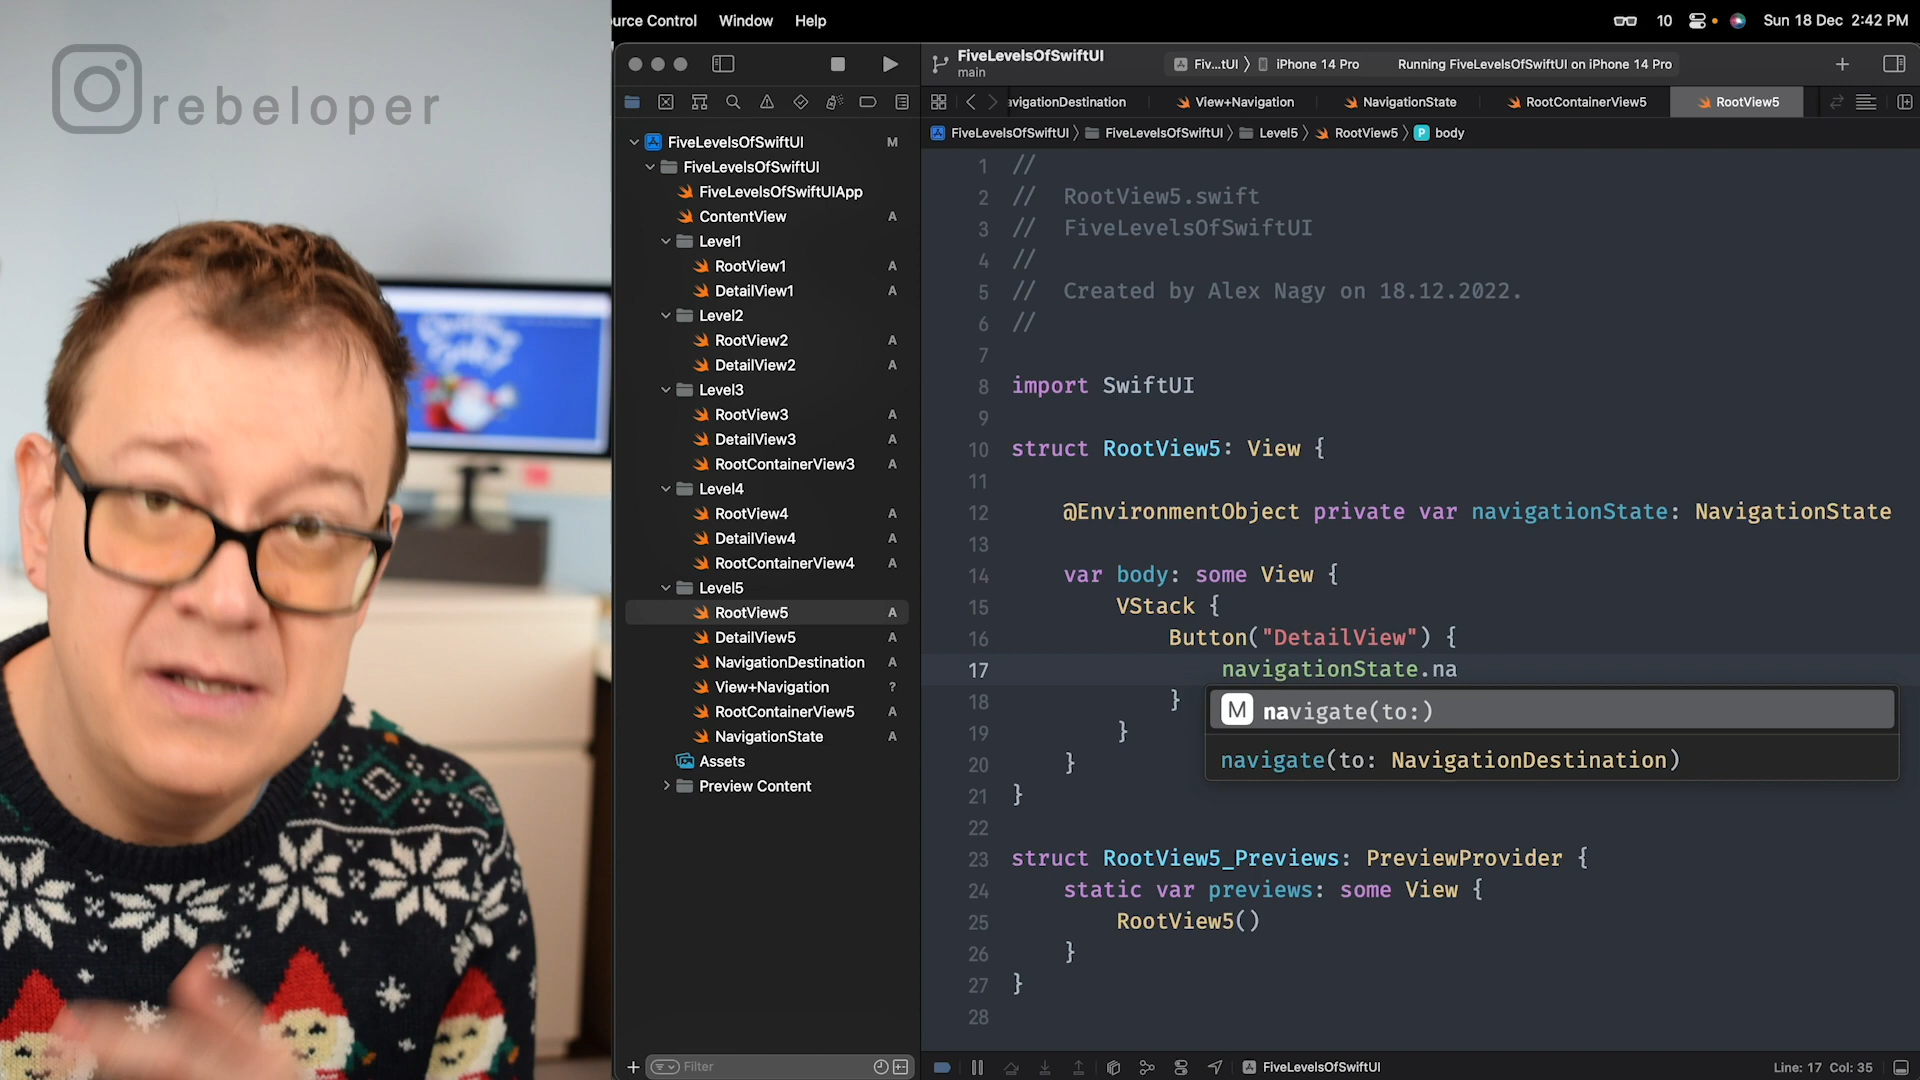 rebeloper
urce Control Window Help
10 Sun 18 Dec 2:42 PM
FiveLevelsOfSwiftUI
main
Fiv...tUI iPhone 14 Pro
Running FiveLevelsOfSwiftUI on iPhone 14 Pro
avigationDestination
View+Navigation
NavigationState
RootContainerView5
RootView5
FiveLevelsOfSwiftUI FiveLevelsOfSwiftUI Level5 RootView5 P body
FiveLevelsOfSwiftUI M
FiveLevelsOfSwiftUI
FiveLevelsOfSwiftUIApp
ContentView A
Level1
RootView1 A
DetailView1 A
Level2
RootView2 A
DetailView2 A
Level3
RootView3 A
DetailView3 A
RootContainerView3 A
Level4
RootView4 A
DetailView4 A
RootContainerView4 A
Level5
RootView5 A
DetailView5 A
NavigationDestination A
View+Navigation ?
RootContainerView5 A
NavigationState A
Assets
Preview Content
Filter
1 //
2 // RootView5.swift
3 // FiveLevelsOfSwiftUI
4 //
5 // Created by Alex Nagy on 18.12.2022.
6 //
7
8 import SwiftUI
9
10 struct RootView5: View {
11
12 @EnvironmentObject private var navigationState: NavigationState
13
14 var body: some View {
15 VStack {
16 Button("DetailView") {
17 navigationState.na
18 }
19 }
20 }
21 }
22
23 struct RootView5_Previews: PreviewProvider {
24 static var previews: some View {
25 RootView5()
26 }
27 }
28
M navigate(to:)
navigate(to: NavigationDestination)
FiveLevelsOfSwiftUI
Line: 17 Col: 35